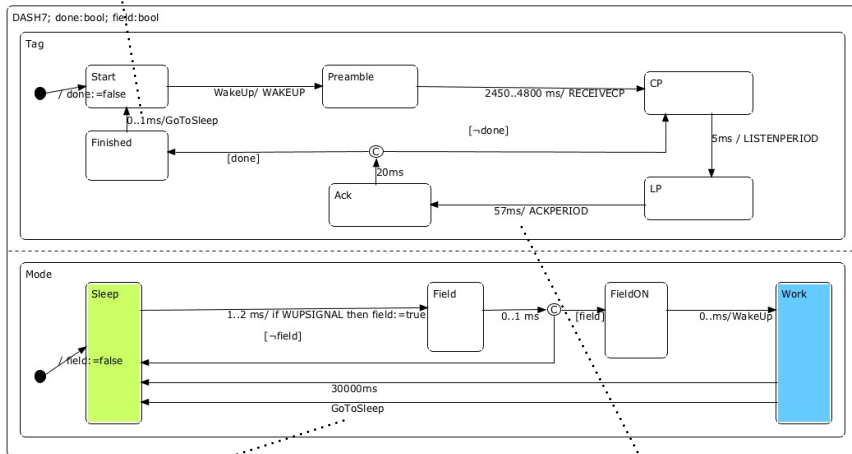 DASH7; done:bool; field:bool
Tag
Start
/ done:=false
WakeUp/ WAKEUP
Preamble
2450..4800 ms/ RECEIVECP
CP
0..1ms/GoToSleep
Finished
[¬done]
5ms / LISTENPERIOD
C
[done]
20ms
Ack
57ms/ ACKPERIOD
LP
Mode
Sleep
/ field:=false
1..2 ms/ if WUPSIGNAL then field:=true
[¬field]
Field
0..1 ms
C
[field]
FieldON
0..ms/WakeUp
Work
30000ms
GoToSleep